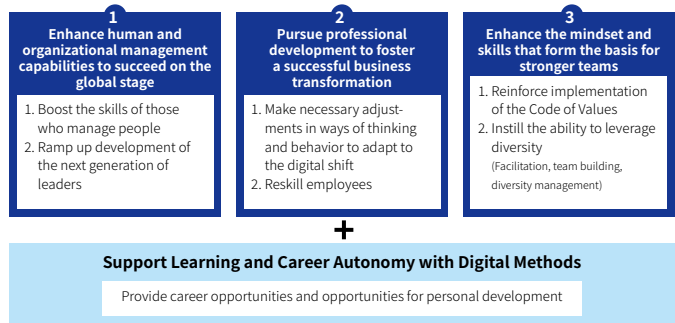 1
Enhance human and
organizational management
capabilities to succeed on the
global stage
1. Boost the skills of those
who manage people
2. Ramp up development of
the next generation of
leaders
2
Pursue professional
development to foster
a successful business
transformation
1. Make necessary adjust-
ments in ways of thinking
and behavior to adapt to
the digital shift
2. Reskill employees
3
Enhance the mindset and
skills that form the basis for
stronger teams
1. Reinforce implementation
of the Code of Values
2. Instill the ability to leverage
diversity
(Facilitation, team building,
diversity management)
+
Support Learning and Career Autonomy with Digital Methods
Provide career opportunities and opportunities for personal development